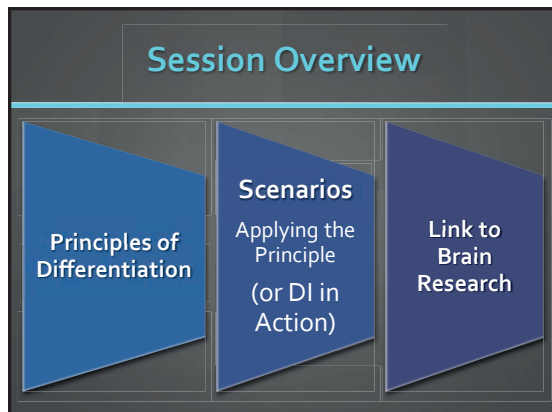 Session Overview
Principles of
Differentiation
Scenarios
Applying the
Principle
(or DI in
Action)
Link to
Brain
Research